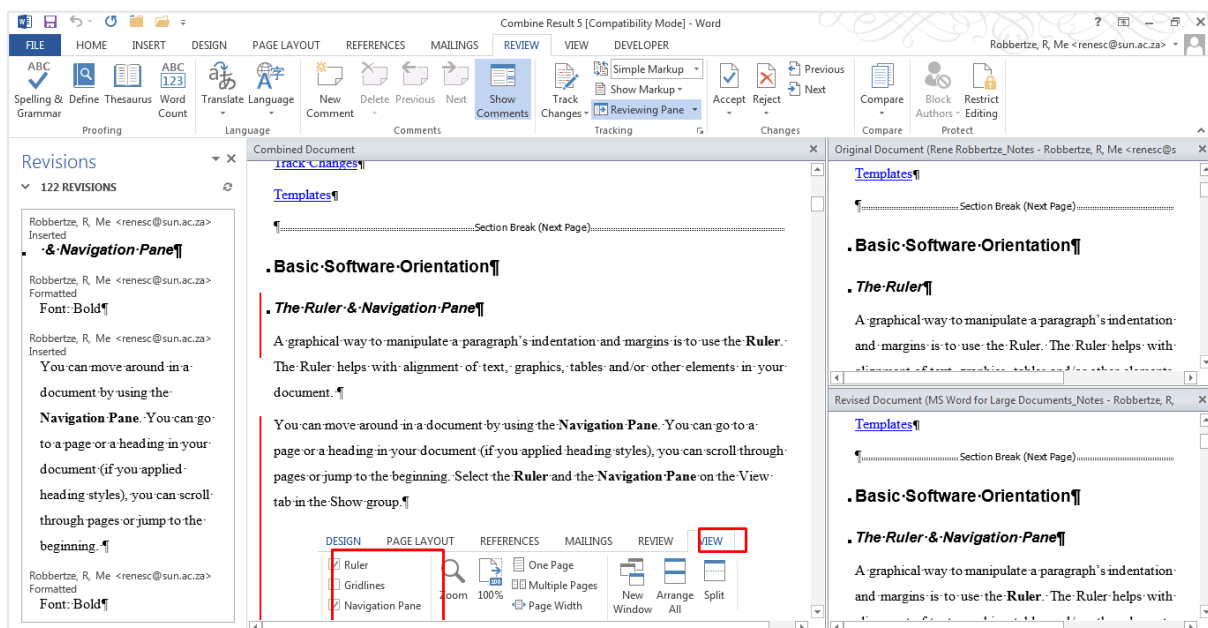 Combine Result 5 [Compatibility Mode] - Word
FILE HOME INSERT DESIGN PAGE LAYOUT REFERENCES MAILINGS REVIEW VIEW DEVELOPER
Robbertze, R, Me <renesc@sun.ac.za>
ABC
Spelling & Grammar
Define
Thesaurus
ABC
123
Word Count
Proofing
Translate
Language
Language
New Comment
Delete
Previous
Next
Show Comments
Comments
Track Changes
Simple Markup
Show Markup
Reviewing Pane
Tracking
Accept
Reject
Previous
Next
Changes
Compare
Compare
Block Authors
Restrict Editing
Protect
Revisions
122 REVISIONS
Robbertze, R, Me <renesc@sun.ac.za>
Inserted
·&·Navigation·Pane¶
Robbertze, R, Me <renesc@sun.ac.za>
Formatted
Font:·Bold¶
Robbertze, R, Me <renesc@sun.ac.za>
Inserted
You·can·move·around·in·a·
document·by·using·the·
Navigation·Pane.·You·can·go·
to·a·page·or·a·heading·in·your·
document·(if·you·applied·
heading·styles),·you·can·scroll·
through·pages·or·jump·to·the·
beginning.·¶
Robbertze, R, Me <renesc@sun.ac.za>
Formatted
Font:·Bold¶
Combined Document
Track·Changes¶
Templates¶
¶Section Break (Next Page)
Basic·Software·Orientation¶
The·Ruler·&·Navigation·Pane¶
A·graphical·way·to·manipulate·a·paragraph's·indentation·and·margins·is·to·use·the·Ruler.·
The·Ruler·helps·with·alignment·of·text,·graphics,·tables·and/or·other·elements·in·your·
document.·¶
You·can·move·around·in·a·document·by·using·the·Navigation·Pane.·You·can·go·to·a·
page·or·a·heading·in·your·document·(if·you·applied·heading·styles),·you·can·scroll·through·
pages·or·jump·to·the·beginning.·Select·the·Ruler·and·the·Navigation·Pane·on·the·View·
tab·in·the·Show·group.¶
DESIGN PAGE LAYOUT REFERENCES MAILINGS REVIEW VIEW
Ruler
Gridlines
Navigation Pane
Zoom
100
100%
One Page
Multiple Pages
Page Width
New Window
Arrange All
Split
Original Document (Rene Robbertze_Notes - Robbertze, R, Me <renesc@s
Templates¶
¶Section Break (Next Page)
Basic·Software·Orientation¶
The·Ruler¶
A·graphical·way·to·manipulate·a·paragraph's·indentation·
and·margins·is·to·use·the·Ruler.·The·Ruler·helps·with·
alignment·of·text,·graphics,·tables·and/or·other·elements·
Revised Document (MS Word for Large Documents_Notes - Robbertze, R,
Templates¶
¶Section Break (Next Page)
Basic·Software·Orientation¶
The·Ruler·&·Navigation·Pane¶
A·graphical·way·to·manipulate·a·paragraph's·indentation·
and·margins·is·to·use·the·Ruler.·The·Ruler·helps·with·